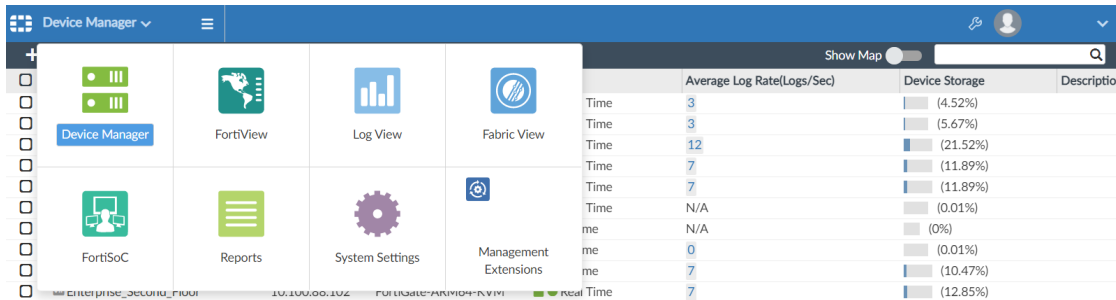 Device Manager
Show Map
Average Log Rate(Logs/Sec) Device Storage Descriptio
Device Manager FortiView Log View Fabric View
Time 3 (4.52%)
Time 3 (5.67%)
Time 12 (21.52%)
Time 7 (11.89%)
Time 7 (11.89%)
Time N/A (0.01%)
me N/A (0%)
me 0 (0.01%)
me 7 (10.47%)
FortiSoC Reports System Settings Management
Extensions
Enterprise_Second_Floor 10.100.88.102 FortiGate-ARM64-KVM Real Time 7 (12.85%)